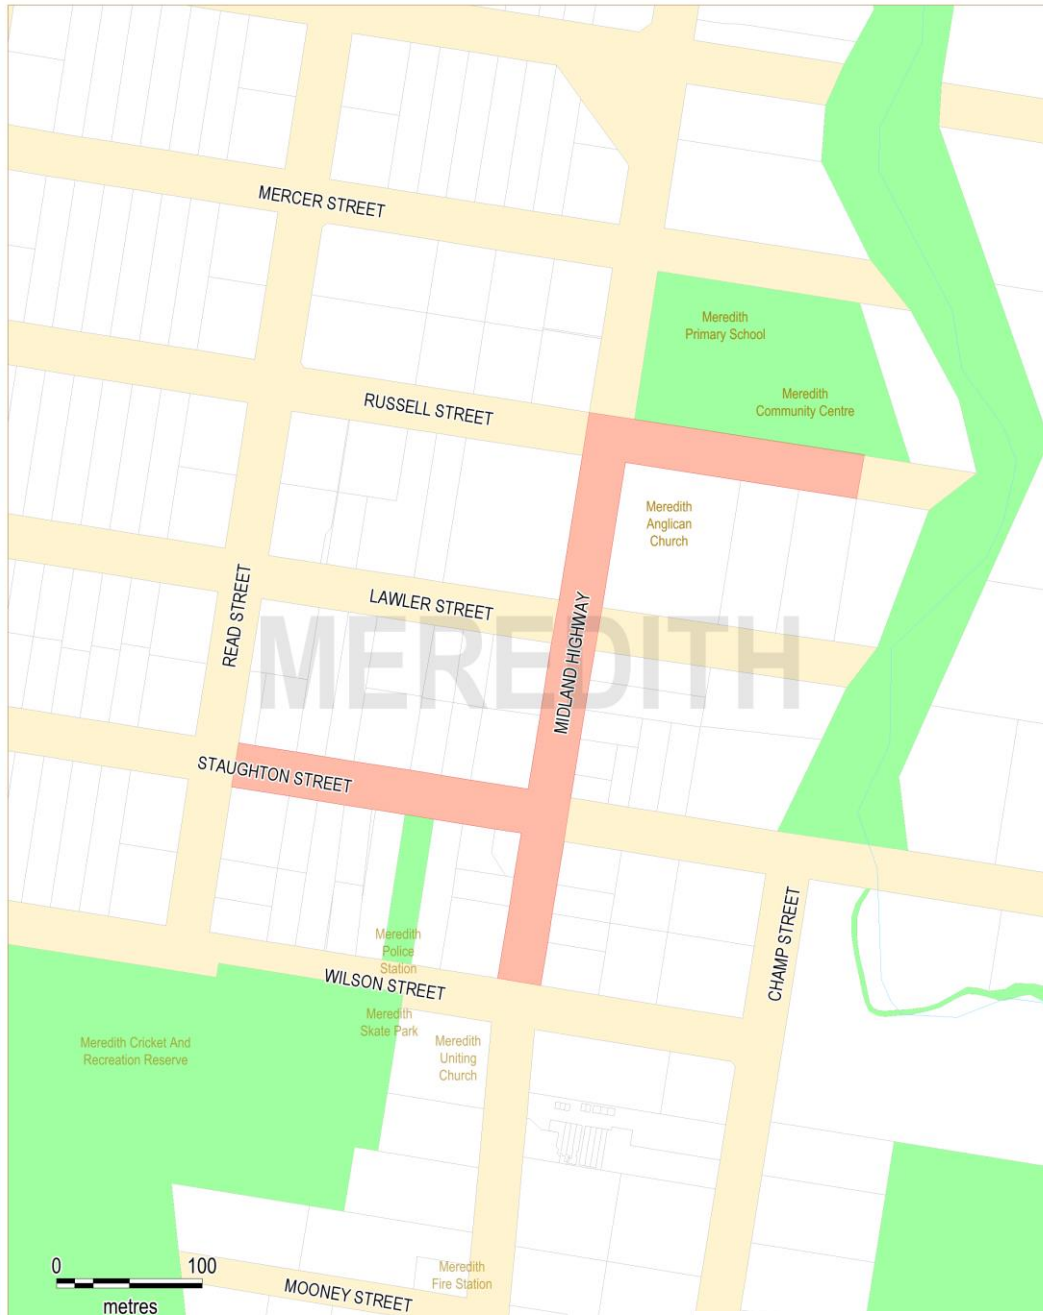 MERCER STREET
Meredith
Primary School
Meredith
Community Centre
RUSSELL STREET
Meredith
Anglican
Church
LAWLER STREET
READ STREET
MIDLAND HIGHWAY
MEREDITH
STAUGHTON STREET
CHAMP STREET
Meredith
Police
Station
WILSON STREET
Meredith
Skate Park
Meredith
Uniting
Church
Meredith Cricket And
Recreation Reserve
0 100
metres
Meredith
Fire Station
MOONEY STREET